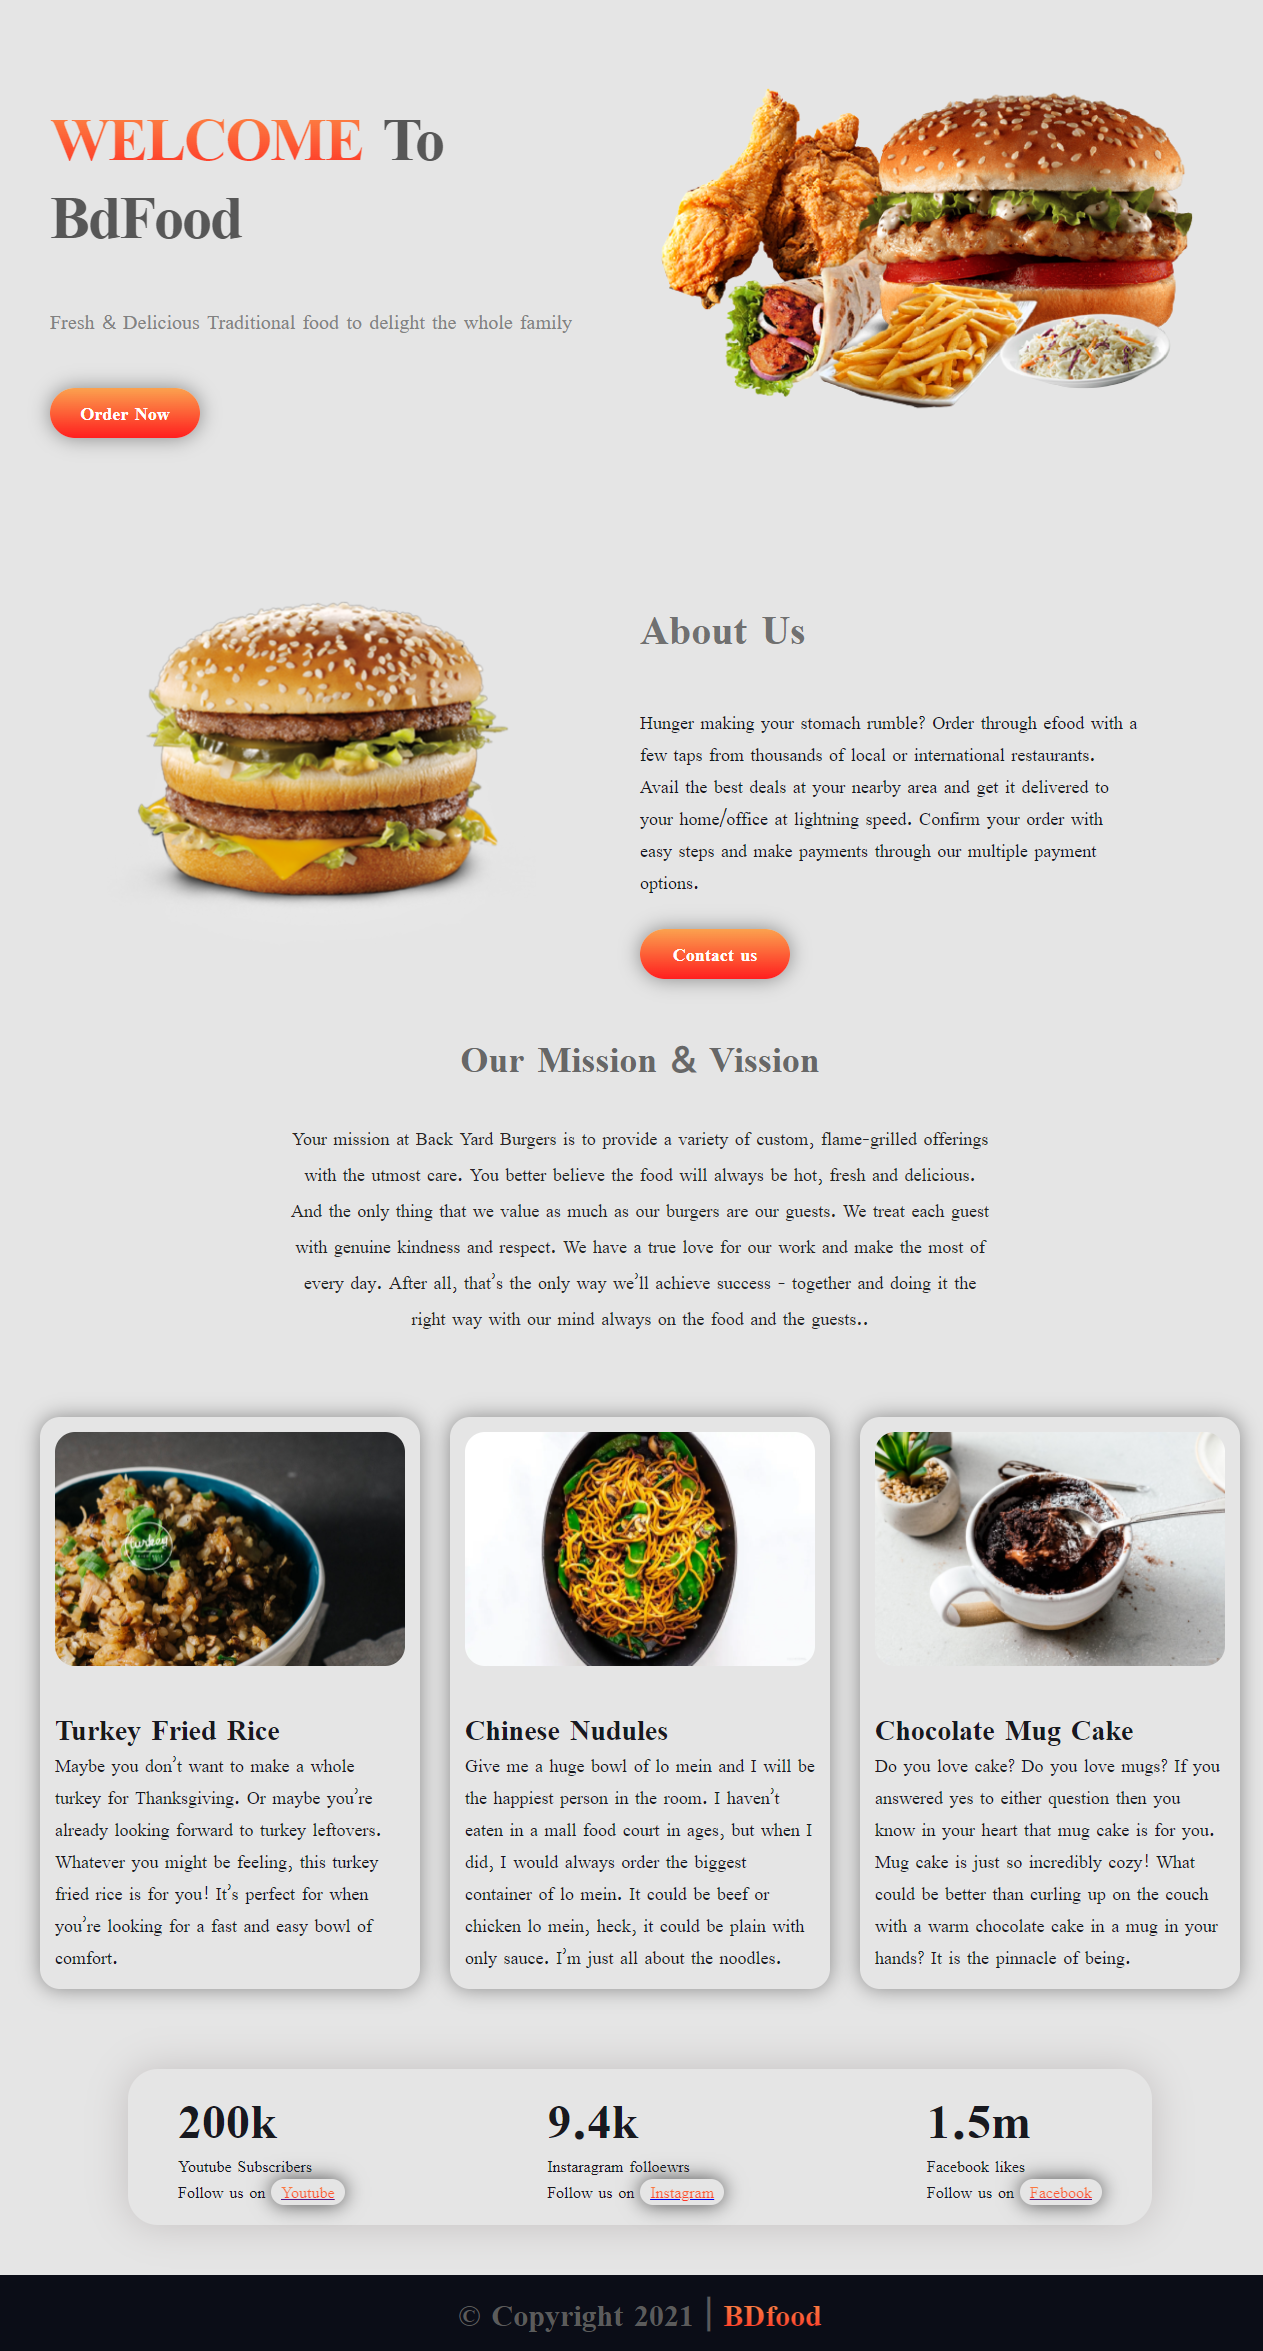 WELCOME To
BdFood
Fresh & Delicious Traditional food to delight the whole family
Order Now
About Us
Hunger making your stomach rumble? Order through efood with a
few taps from thousands of local or international restaurants.
Avail the best deals at your nearby area and get it delivered to
your home/office at lightning speed. Confirm your order with
easy steps and make payments through our multiple payment
options.
Contact us
Our Mission & Vission
Your mission at Back Yard Burgers is to provide a variety of custom, flame-grilled offerings
with the utmost care. You better believe the food will always be hot, fresh and delicious.
And the only thing that we value as much as our burgers are our guests. We treat each guest
with genuine kindness and respect. We have a true love for our work and make the most of
every day. After all, that's the only way we'll achieve success - together and doing it the
right way with our mind always on the food and the guests..
turkey
Turkey Fried Rice
Maybe you don't want to make a whole
turkey for Thanksgiving. Or maybe you're
already looking forward to turkey leftovers.
Whatever you might be feeling, this turkey
fried rice is for you! It's perfect for when
you're looking for a fast and easy bowl of
comfort.
Chinese Nudules
Give me a huge bowl of lo mein and I will be
the happiest person in the room. I haven't
eaten in a mall food court in ages, but when I
did, I would always order the biggest
container of lo mein. It could be beef or
chicken lo mein, heck, it could be plain with
only sauce. I'm just all about the noodles.
Chocolate Mug Cake
Do you love cake? Do you love mugs? If you
answered yes to either question then you
know in your heart that mug cake is for you.
Mug cake is just so incredibly cozy! What
could be better than curling up on the couch
with a warm chocolate cake in a mug in your
hands? It is the pinnacle of being.
200k
Youtube Subscribers
Follow us on Youtube
9.4k
Instaragram folloewrs
Follow us on Instagram
1.5m
Facebook likes
Follow us on Facebook
© Copyright 2021 | BDfood